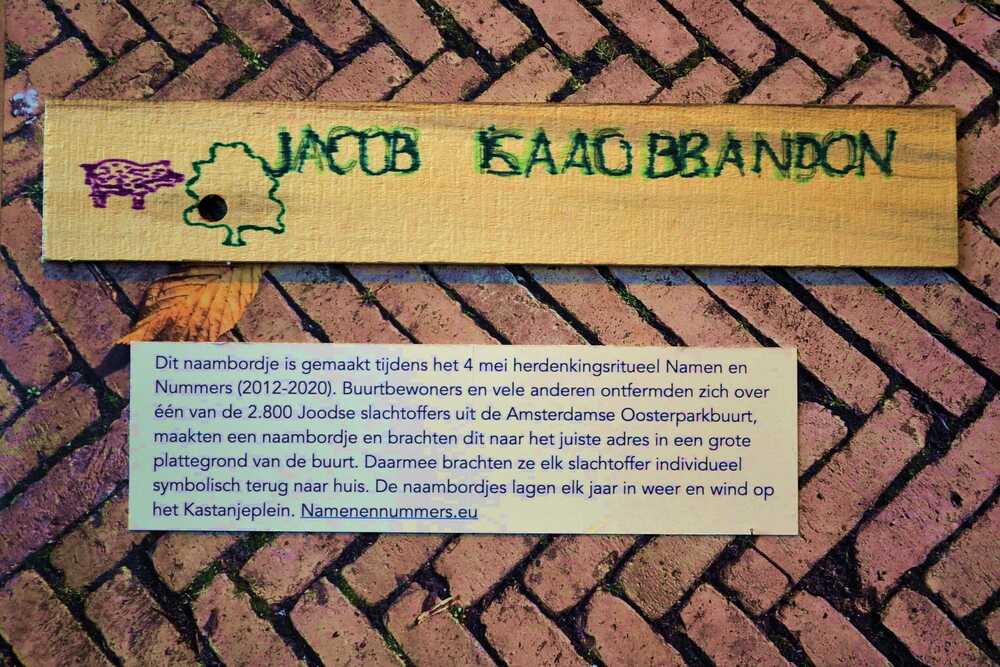 JACOB ISAAC BRANDON
Dit naambordje is gemaakt tijdens het 4 mei herdenkingsritueel Namen en
Nummers (2012-2020). Buurtbewoners en vele anderen ontfermden zich over
één van de 2.800 Joodse slachtoffers uit de Amsterdamse Oosterparkbuurt,
maakten een naambordje en brachten dit naar het juiste adres in een grote
plattegrond van de buurt. Daarmee brachten ze elk slachtoffer individueel
symbolisch terug naar huis. De naambordjes lagen elk jaar in weer en wind op
het Kastanjeplein. Namenennummers.eu